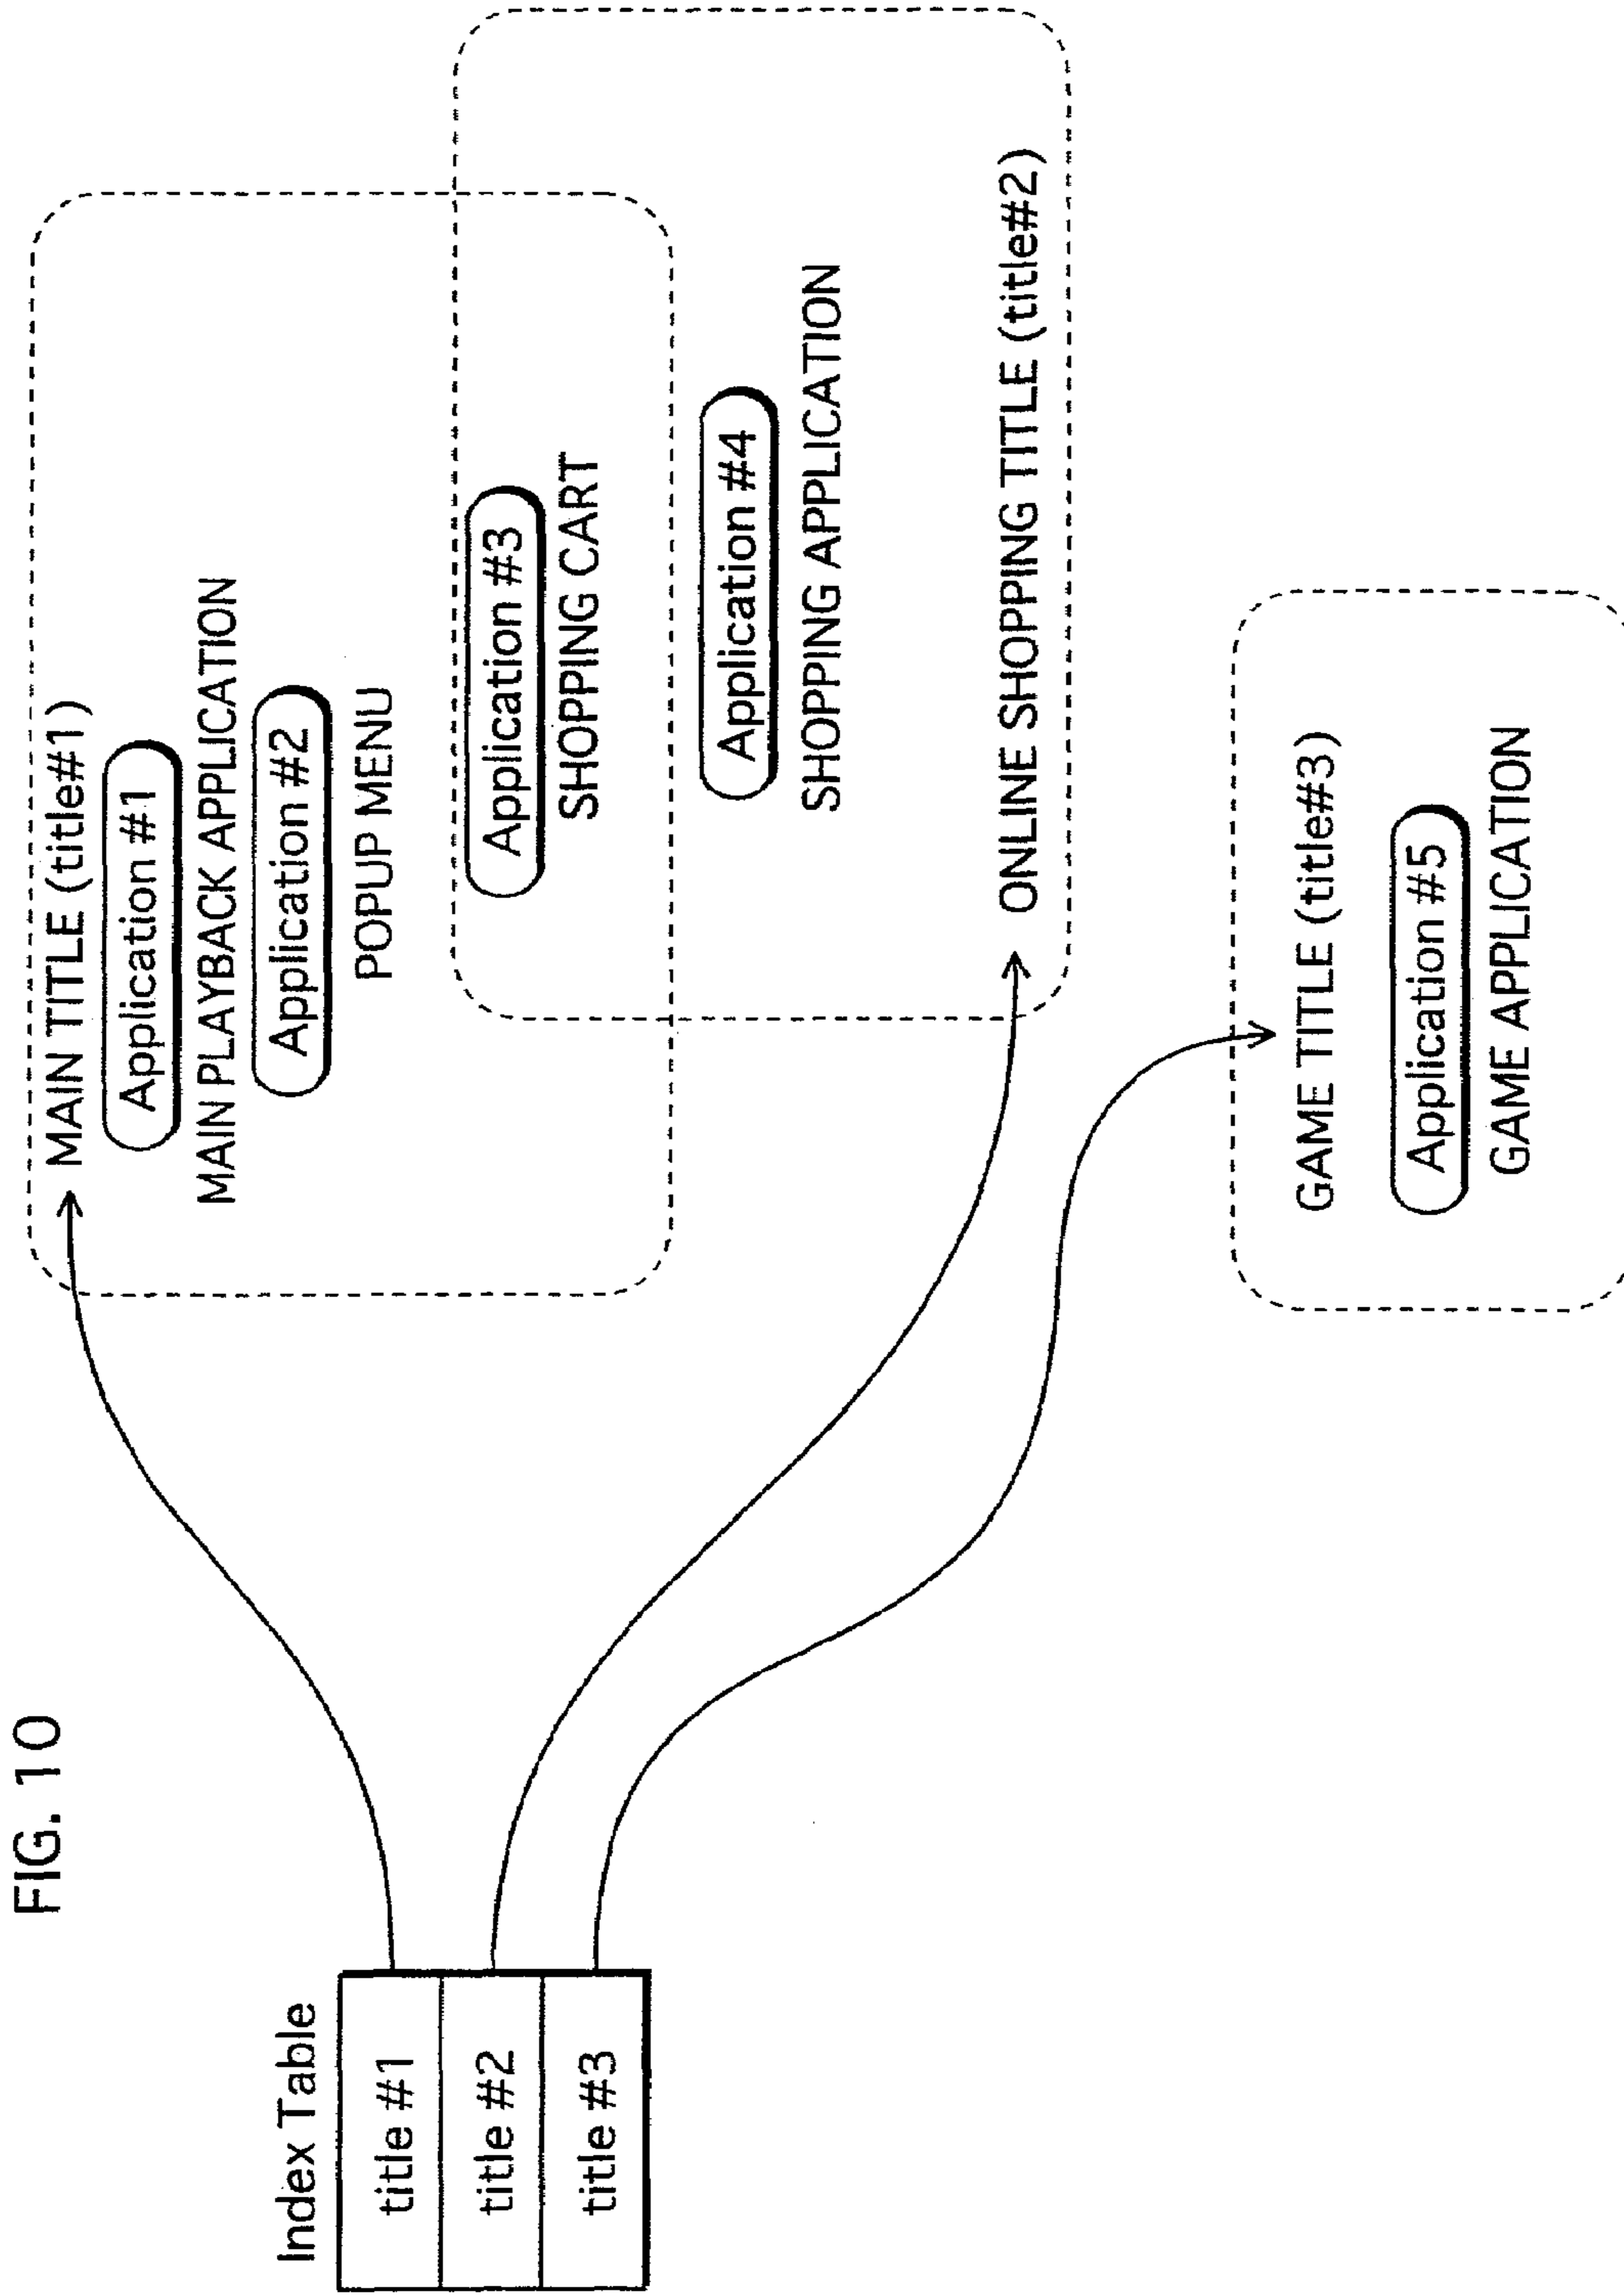 FIG. 10
Index Table
title #1
title #2
title #3
MAIN TITLE (title#1)
Application #1
MAIN PLAYBACK APPLICATION
Application #2
POPUP MENU
Application #3
SHOPPING CART
Application #4
SHOPPING APPLICATION
ONLINE SHOPPING TITLE (title#2)
GAME TITLE (title#3)
Application #5
GAME APPLICATION